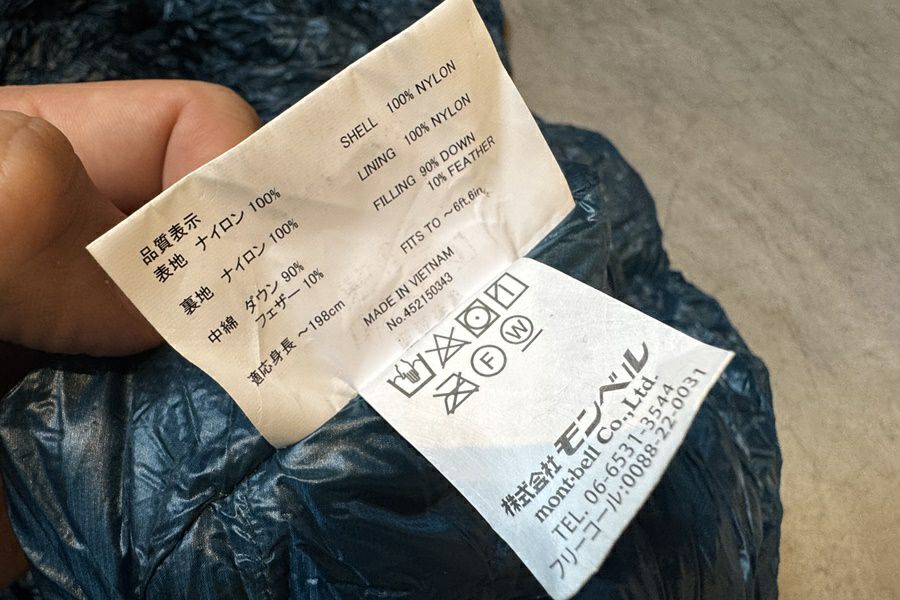 品質表示
表地 ナイロン 100%
裏地 ナイロン 100%
中綿 ダウン 90%
フェザー 10%
適応身長 ～198cm
SHELL 100% NYLON
LINING 100% NYLON
FILLING 90% DOWN
10% FEATHER
FITS TO ～6ft.6in.
MADE IN VIETNAM
No.452150343
F W
株式会社 モンベル
mont-bell Co.,Ltd.
TEL. 06-6531-3544
フリーコール:0088-22-0031